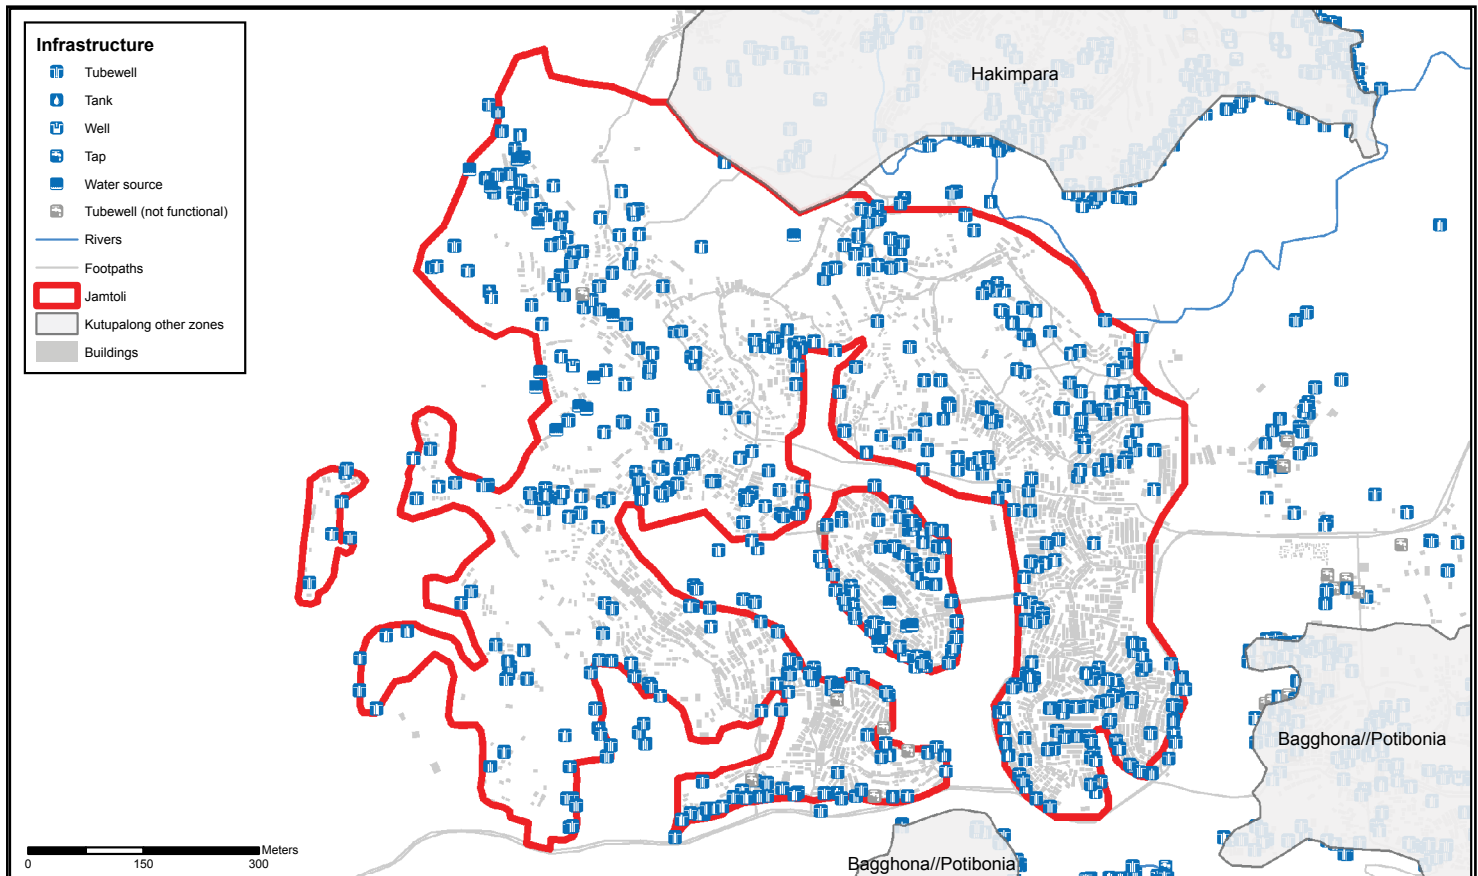 Infrastructure
Tubewell
Tank
Well
Tap
Water source
Tubewell (not functional)
Rivers
Footpaths
Jamtoli
Kutupalong other zones
Buildings
Hakimpara
Bagghona//Potibonia
Bagghona//Potibonia
Meters
0 150 300